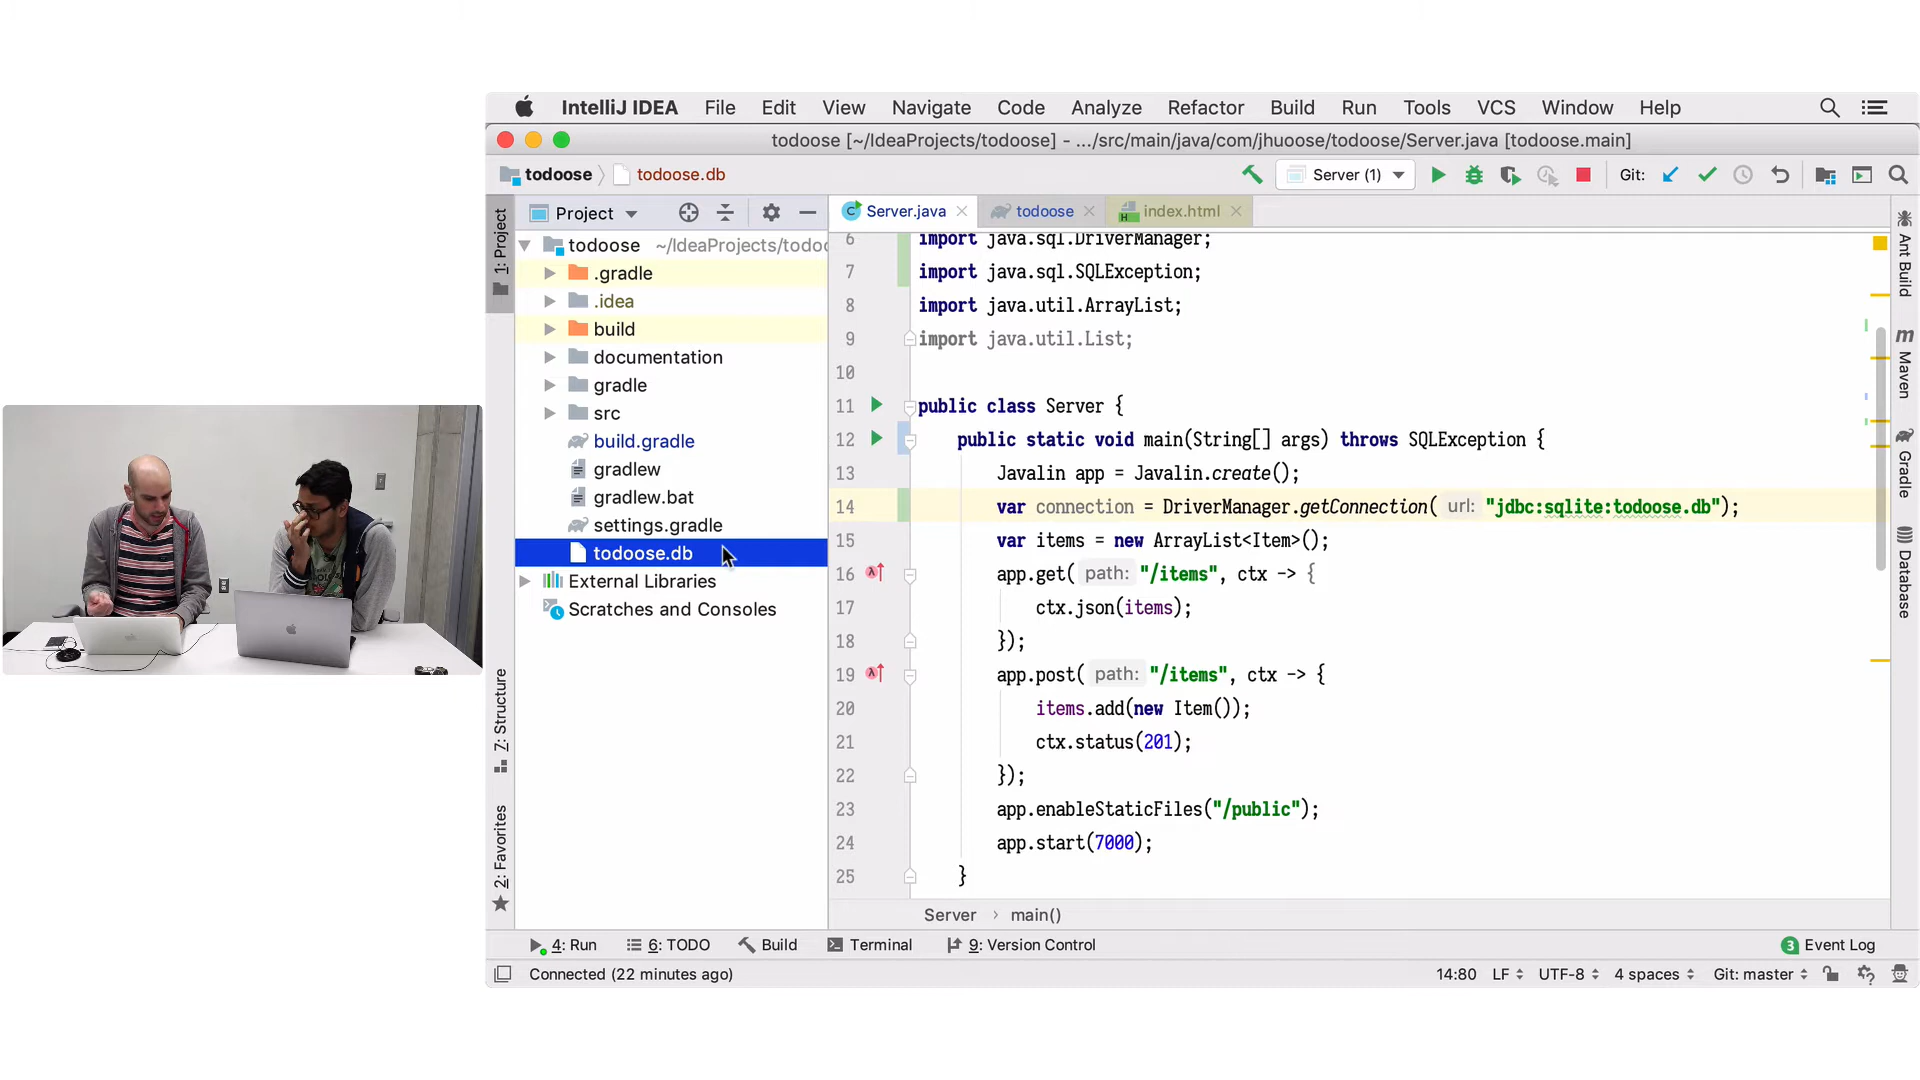 IntelliJ IDEA File Edit View Navigate Code Analyze Refactor Build Run Tools VCS Window Help
todoose [~/IdeaProjects/todoose] - .../src/main/java/com/jhuoose/todoose/Server.java [todoose.main]
todoose todoose.db Server (1) Git:
Project Server.java todoose index.html
1: Project
7: Structure
2: Favorites
todoose ~/IdeaProjects/todoo
.gradle
.idea
build
documentation
gradle
src
build.gradle
gradlew
gradlew.bat
settings.gradle
todoose.db
External Libraries
Scratches and Consoles
6 import java.sql.DriverManager;
7 import java.sql.SQLException;
8 import java.util.ArrayList;
9 import java.util.List;
10
11 public class Server {
12 public static void main(String[] args) throws SQLException {
13 Javalin app = Javalin.create();
14 var connection = DriverManager.getConnection( url: "jdbc:sqlite:todoose.db");
15 var items = new ArrayList<Item>();
16 app.get( path: "/items", ctx -> {
17 ctx.json(items);
18 });
19 app.post( path: "/items", ctx -> {
20 items.add(new Item());
21 ctx.status(201);
22 });
23 app.enableStaticFiles("/public");
24 app.start(7000);
25 }
Server › main()
Ant Build
m Maven
Gradle
Database
4: Run 6: TODO Build Terminal 9: Version Control 3 Event Log
Connected (22 minutes ago) 14:80 LF UTF-8 4 spaces Git: master